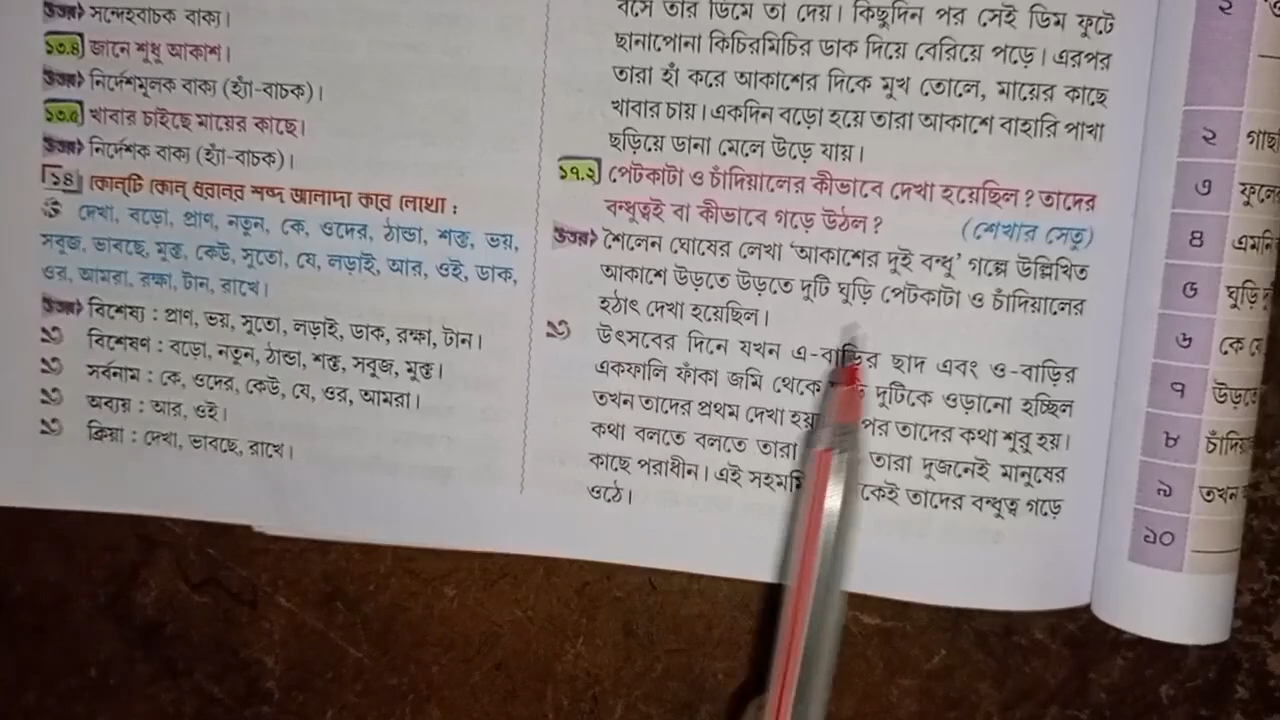 উত্তর» সন্দেহবাচক বাক্য।
১৩.৪ জানে শুধু আকাশ।
উত্তর» নির্দেশমূলক বাক্য (হ্যাঁ-বাচক)।
১৩.৫ খাবার চাইছে মায়ের কাছে।
উত্তর» নির্দেশক বাক্য (হ্যাঁ-বাচক)।
১৪ কোন্‌টি কোন্ ধরনের শব্দ আলাদা করে লেখো :
দেখা, বড়ো, প্রাণ, নতুন, কে, ওদের, ঠান্ডা, শক্ত, ভয়,
সবুজ, ভাবছে, মুক্ত, কেউ, সুতো, যে, লড়াই, আর, ওই, ডাক,
ওর, আমরা, রক্ষা, টান, রাখে।
উত্তর» বিশেষ্য : প্রাণ, ভয়, সুতো, লড়াই, ডাক, রক্ষা, টান।
বিশেষণ : বড়ো, নতুন, ঠান্ডা, শক্ত, সবুজ, মুক্ত।
সর্বনাম : কে, ওদের, কেউ, যে, ওর, আমরা।
অব্যয় : আর, ওই।
ক্রিয়া : দেখা, ভাবছে, রাখে।
বসে তার ডিমে তা দেয়। কিছুদিন পর সেই ডিম ফুটে
ছানাপোনা কিচিরমিচির ডাক দিয়ে বেরিয়ে পড়ে। এরপর
তারা হাঁ করে আকাশের দিকে মুখ তোলে, মায়ের কাছে
খাবার চায়। একদিন বড়ো হয়ে তারা আকাশে বাহারি পাখা
ছড়িয়ে ডানা মেলে উড়ে যায়।
১৭.২ পেটকাটা ও চাঁদিয়ালের কীভাবে দেখা হয়েছিল? তাদের
বন্ধুত্বই বা কীভাবে গড়ে উঠল? (শেখার সেতু)
উত্তর» শৈলেন ঘোষের লেখা ‘আকাশের দুই বন্ধু’ গল্পে উল্লিখিত
আকাশে উড়তে উড়তে দুটি ঘুড়ি পেটকাটা ও চাঁদিয়ালের
হঠাৎ দেখা হয়েছিল।
উৎসবের দিনে যখন এ-বাড়ির ছাদ এবং ও-বাড়ির
একফালি ফাঁকা জমি থেকে দুটিকে ওড়ানো হচ্ছিল
তখন তাদের প্রথম দেখা হয় পর তাদের কথা শুরু হয়।
কথা বলতে বলতে তারা তারা দুজনেই মানুষের
কাছে পরাধীন। এই কেই তাদের বন্ধুত্ব গড়ে
ওঠে।
২
২ গাছ
৩ ফুলে
৪ এমনি
৫ ঘুড়ি
৬ কে
৭ উড়তে
৮ চাঁদিয়া
৯ তখন
১০